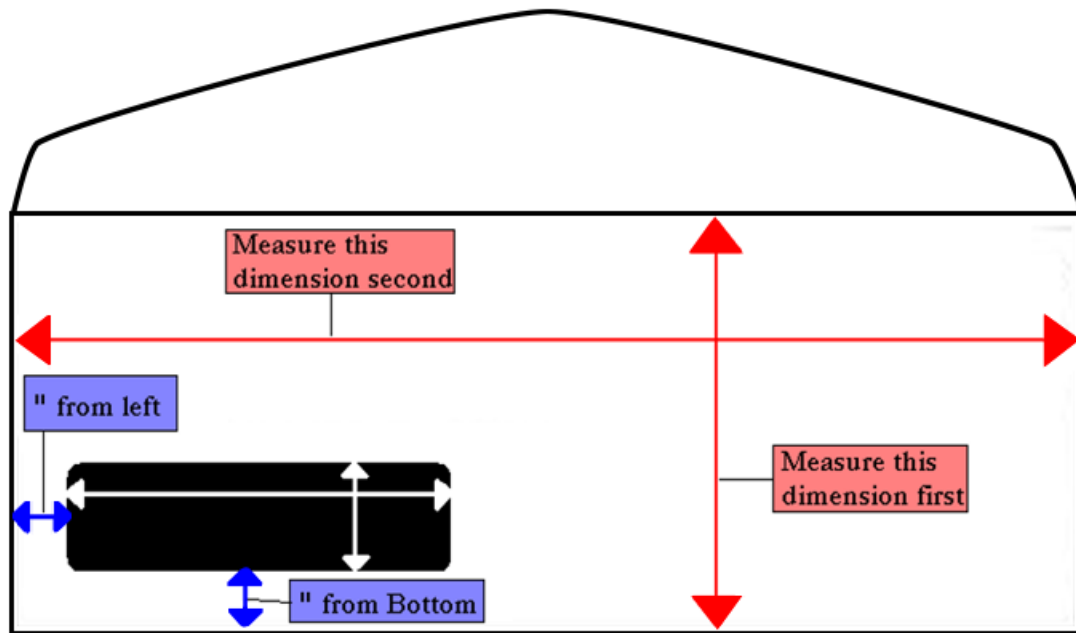 Measure this
dimension second
" from left
Measure this
dimension first
" from Bottom